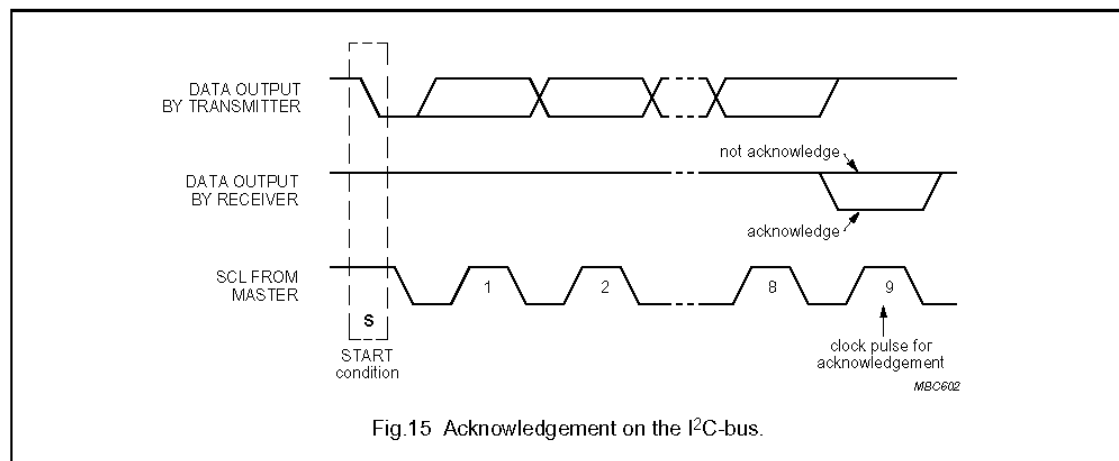 DATA OUTPUT
BY TRANSMITTER
not acknowledge
DATA OUTPUT
BY RECEIVER
acknowledge
SCL FROM
MASTER
1
2
8
9
S
START
condition
clock pulse for
acknowledgement
MBC602
Fig.15 Acknowledgement on the I²C-bus.